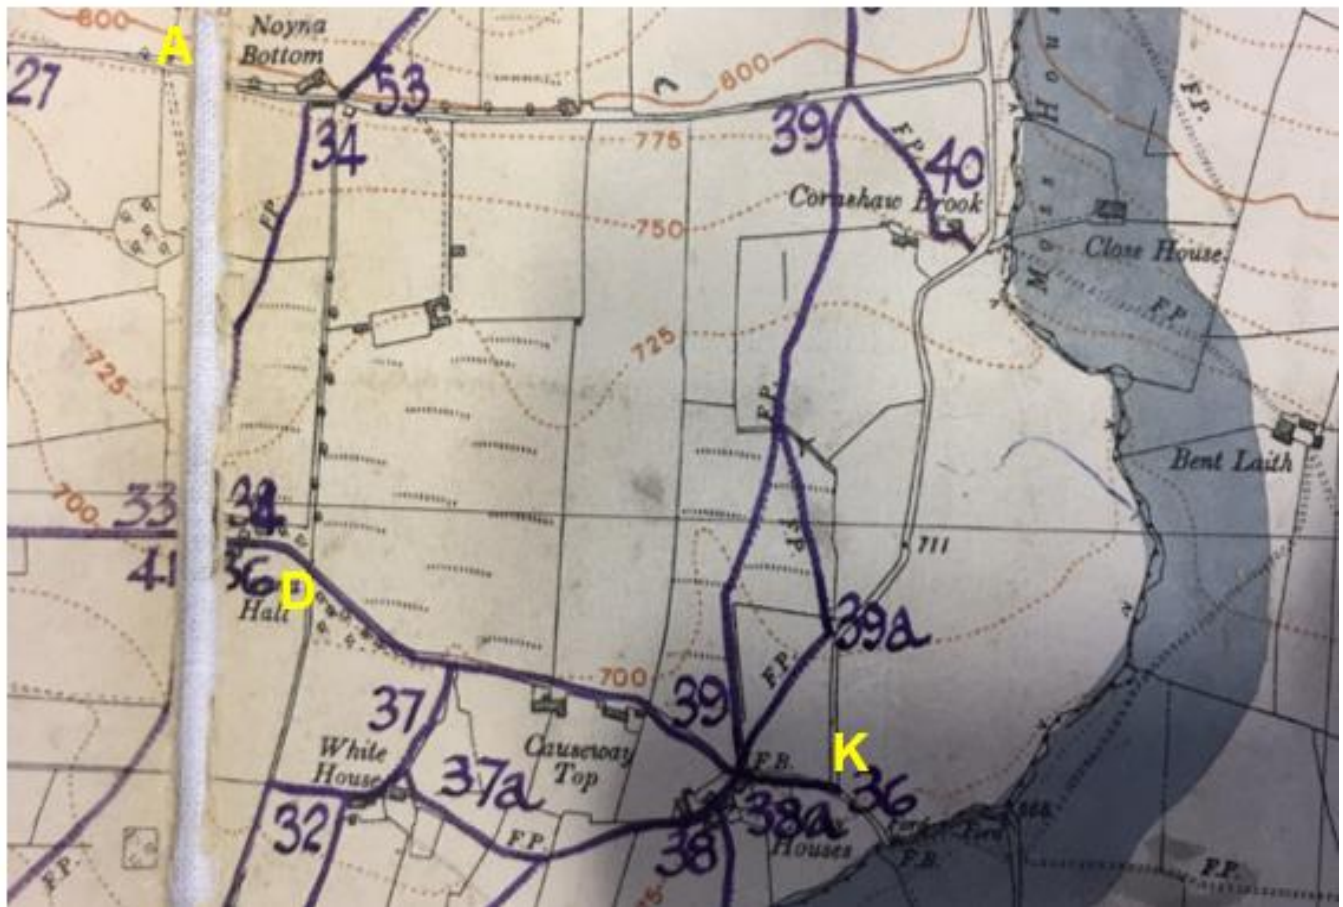 800
A
Noyna
Bottom
27
53
34
F.P.
775
800
39
F.P.
40
Cornshaw Brook
Close House
F.P.
F.P.
750
725
725
F.P.
F.P.
Bent Laith
700
33
34
41
36
D
Hall
711
39a
F.P.
700
39
37
White
House
37a
Causeway
Top
F.B.
K
36
38a
32
F.P.
38
Houses
F.B.
F.P.
F.P.